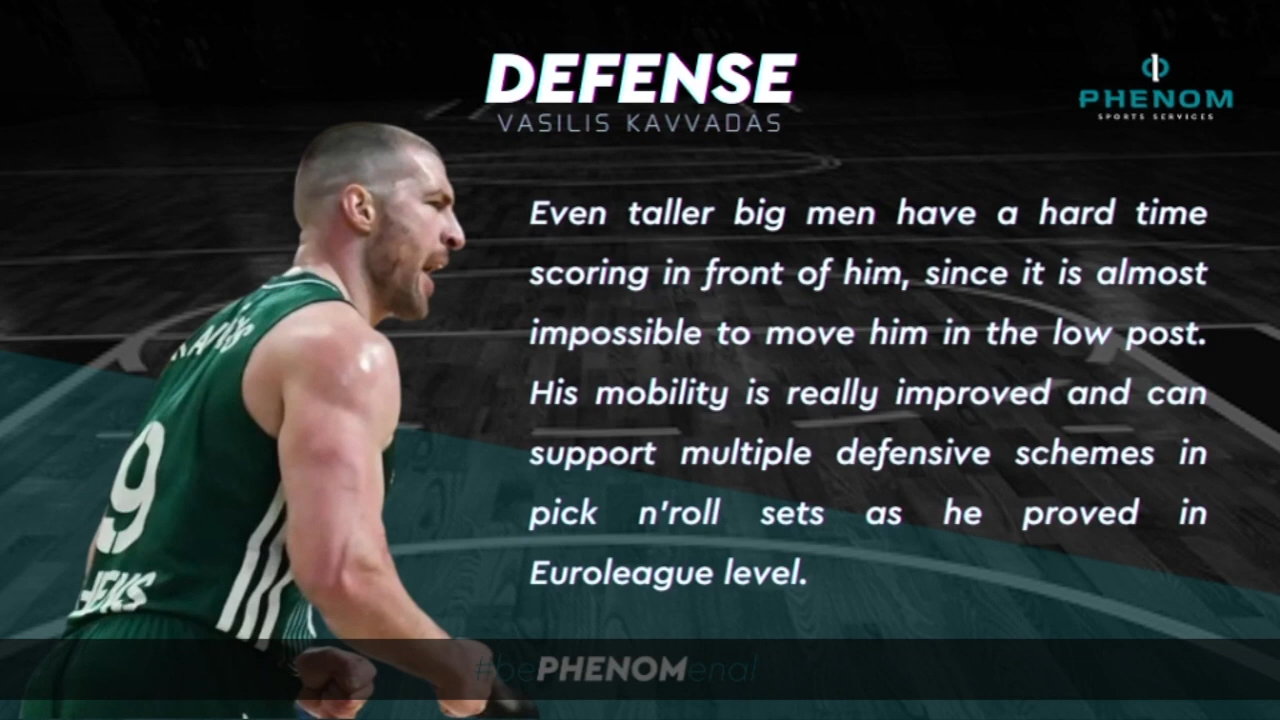 DEFENSE
VASILIS KAVVADAS
PHENOM
SPORTS SERVICES
Even taller big men have a hard time
scoring in front of him, since it is almost
impossible to move him in the low post.
His mobility is really improved and can
support multiple defensive schemes in
pick n'roll sets as he proved in
Euroleague level.
9
#bePHENOMenal